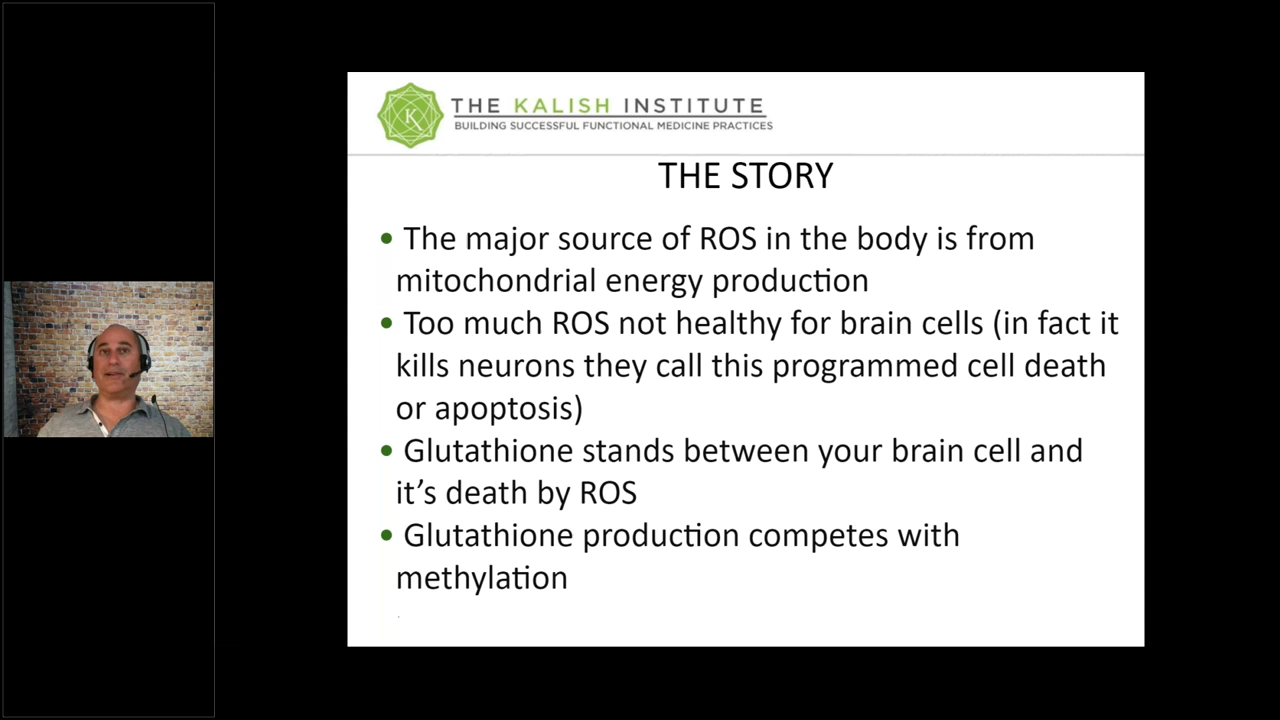 K
THE KALISH INSTITUTE
BUILDING SUCCESSFUL FUNCTIONAL MEDICINE PRACTICES
THE STORY
• The major source of ROS in the body is from
mitochondrial energy production
• Too much ROS not healthy for brain cells (in fact it
kills neurons they call this programmed cell death
or apoptosis)
• Glutathione stands between your brain cell and
it’s death by ROS
• Glutathione production competes with
methylation
.